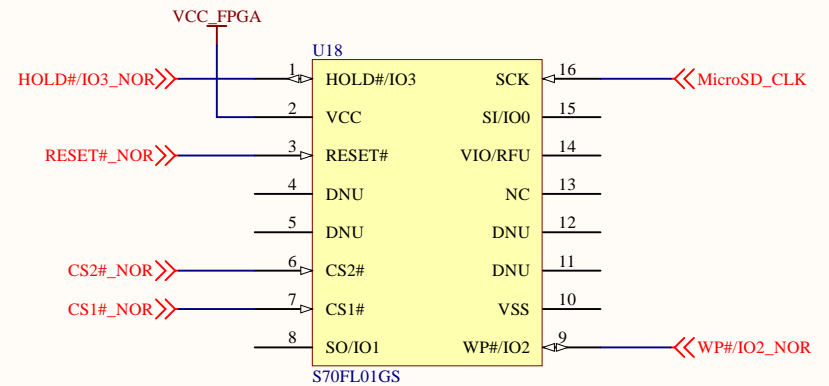 VCC_FPGA
U18
HOLD#/IO3_NOR 1 HOLD#/IO3 SCK 16 MicroSD_CLK
2 VCC SI/IO0 15
RESET#_NOR 3 RESET# VIO/RFU 14
4 DNU NC 13
5 DNU DNU 12
CS2#_NOR 6 CS2# DNU 11
CS1#_NOR 7 CS1# VSS 10
8 SO/IO1 WP#/IO2 9 WP#/IO2_NOR
S70FL01GS